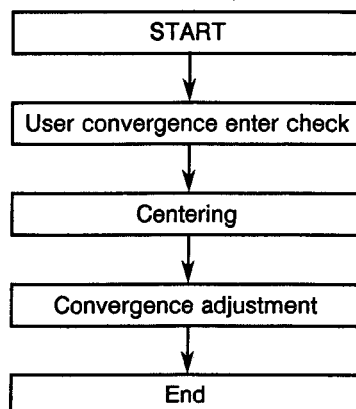 START
User convergence enter check
Centering
Convergence adjustment
End